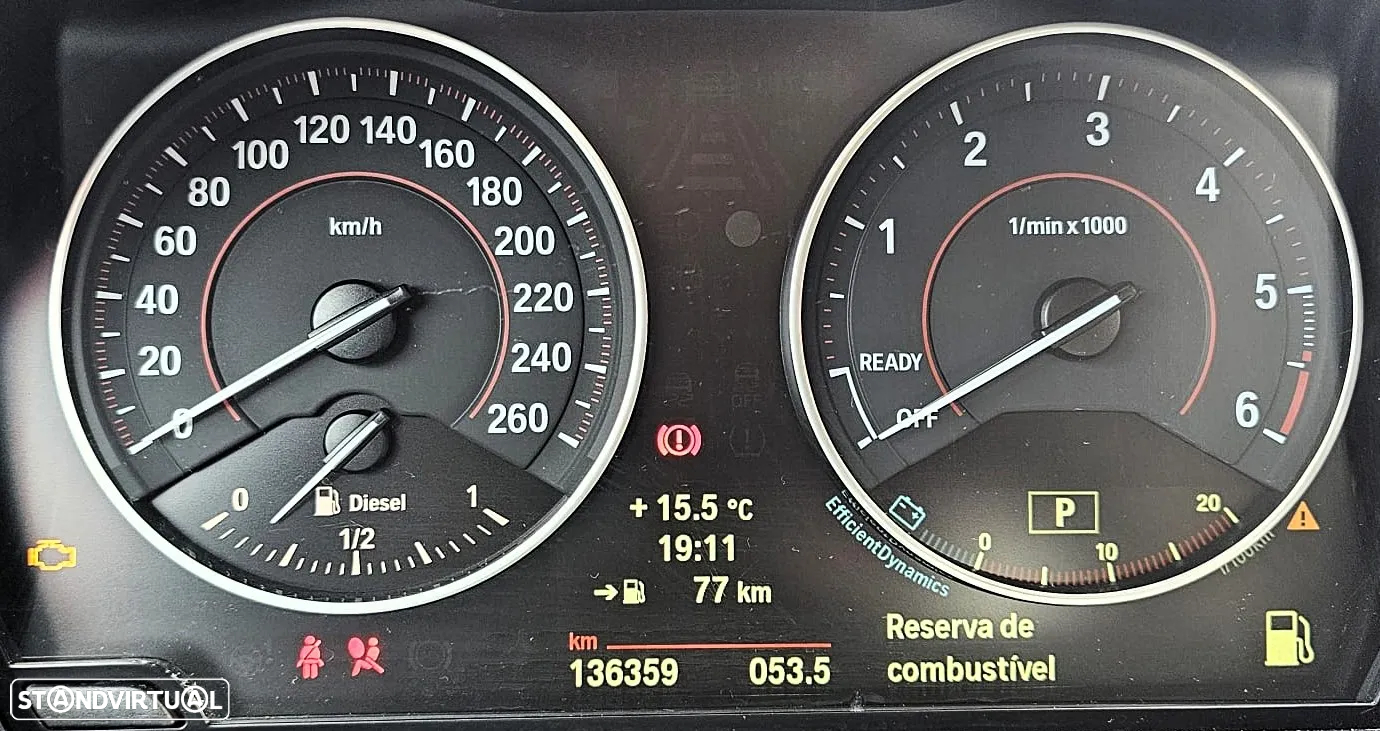 km/h
0
20
40
60
80
100
120
140
160
180
200
220
240
260
0
1/2
1
Diesel
+ 15.5 °C
19:11
➔ 77 km
km
136359 053.5
1/min x 1000
OFF
READY
1
2
3
4
5
6
P
0
10
20
EfficientDynamics
Reserva de
combustível
STANDVIRTUAL